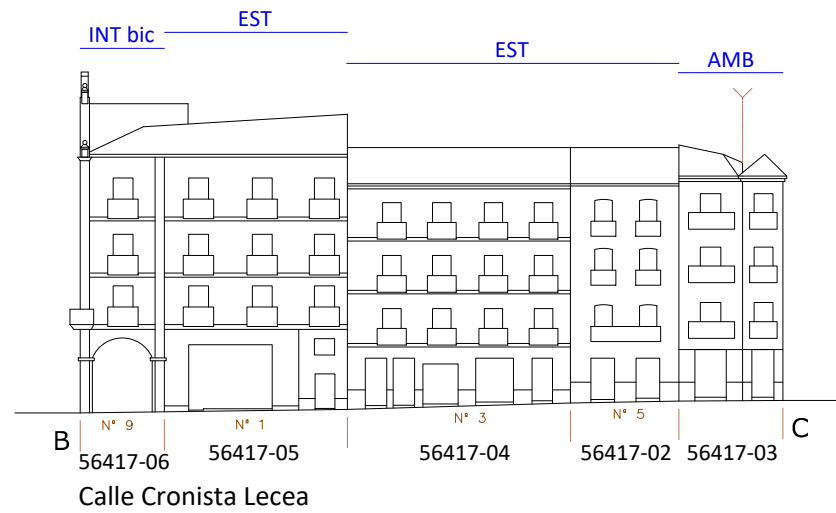 INT bic EST EST AMB
N° 9 N° 1 N° 3 N° 5
B C
56417-06 56417-05 56417-04 56417-02 56417-03
Calle Cronista Lecea